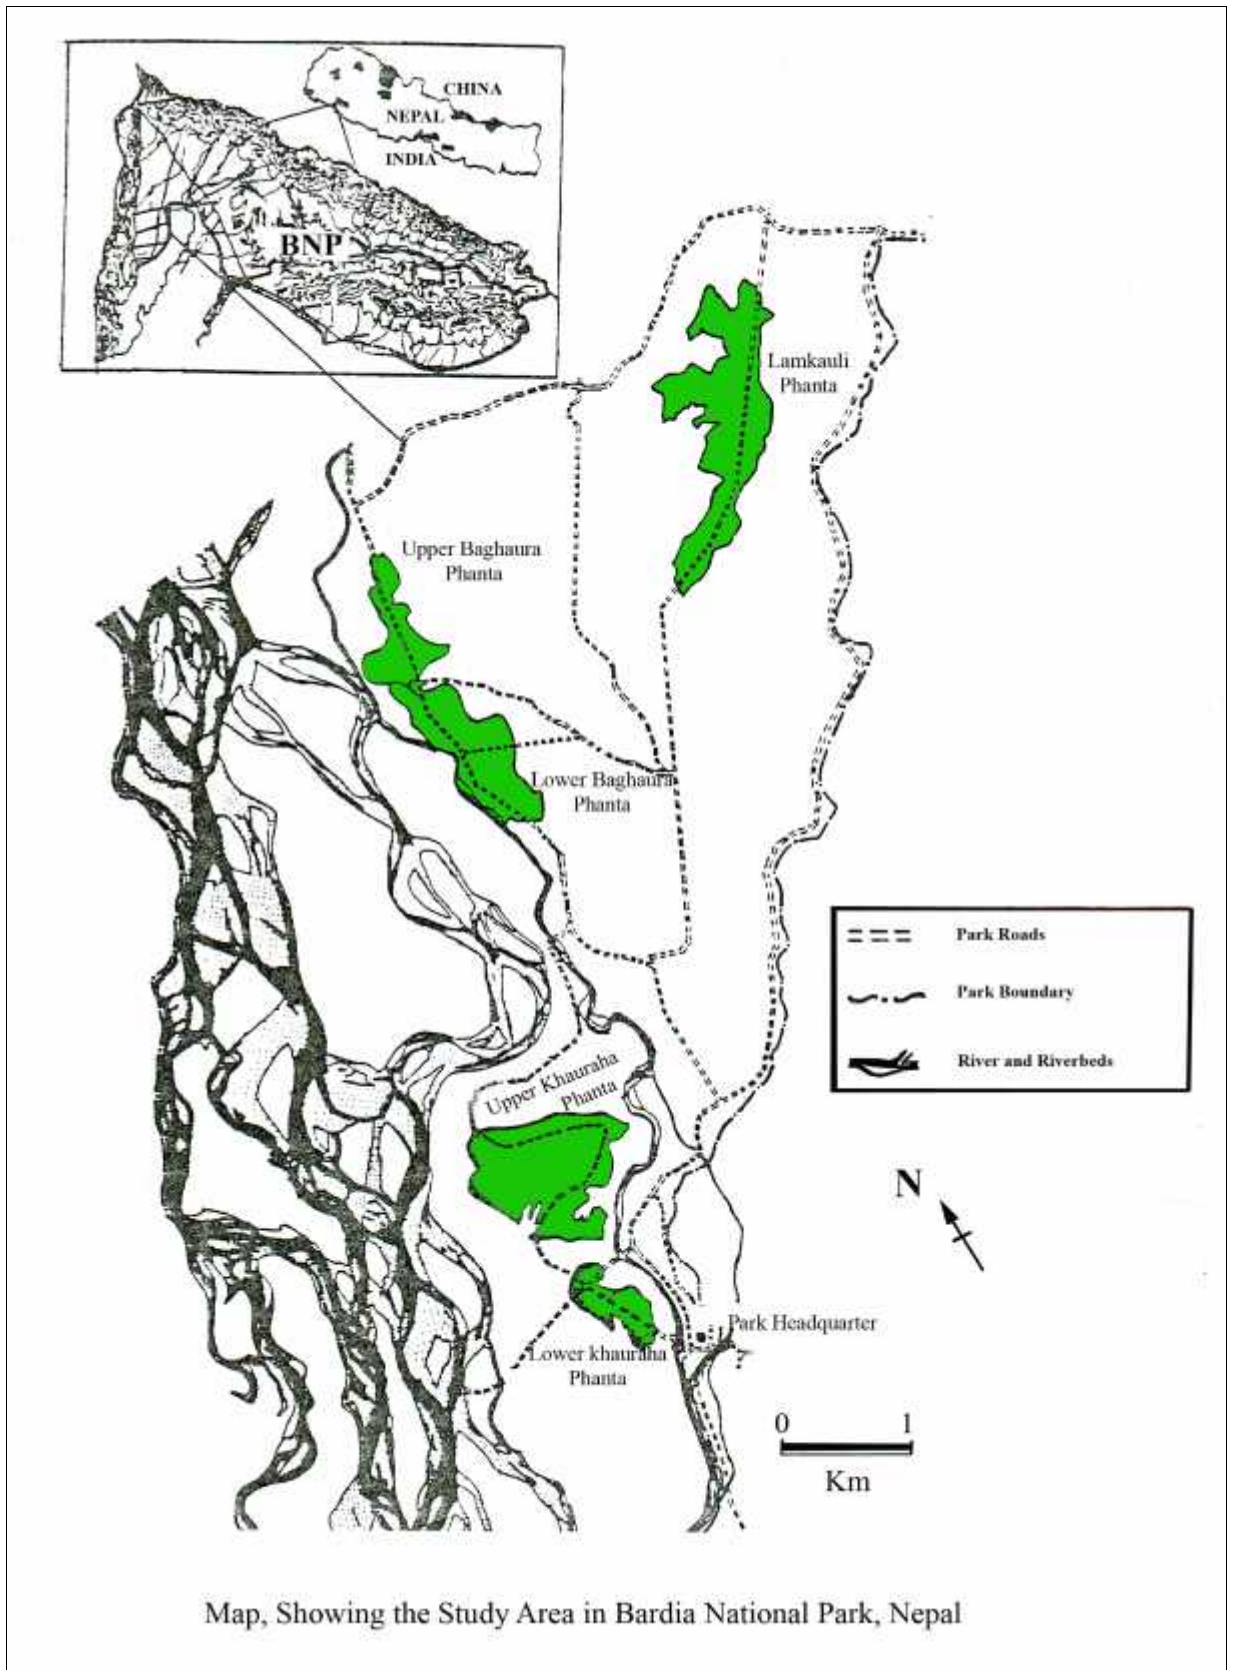 CHINA
NEPAL
INDIA
BNP
Lamkauli
Phanta
Upper Baghaura
Phanta
Lower Baghaura
Phanta
Park Roads
Park Boundary
River and Riverbeds
Upper Khauraha
Phanta
N
Park Headquarter
Lower khauraha
Phanta
0 1
Km
Map, Showing the Study Area in Bardia National Park, Nepal